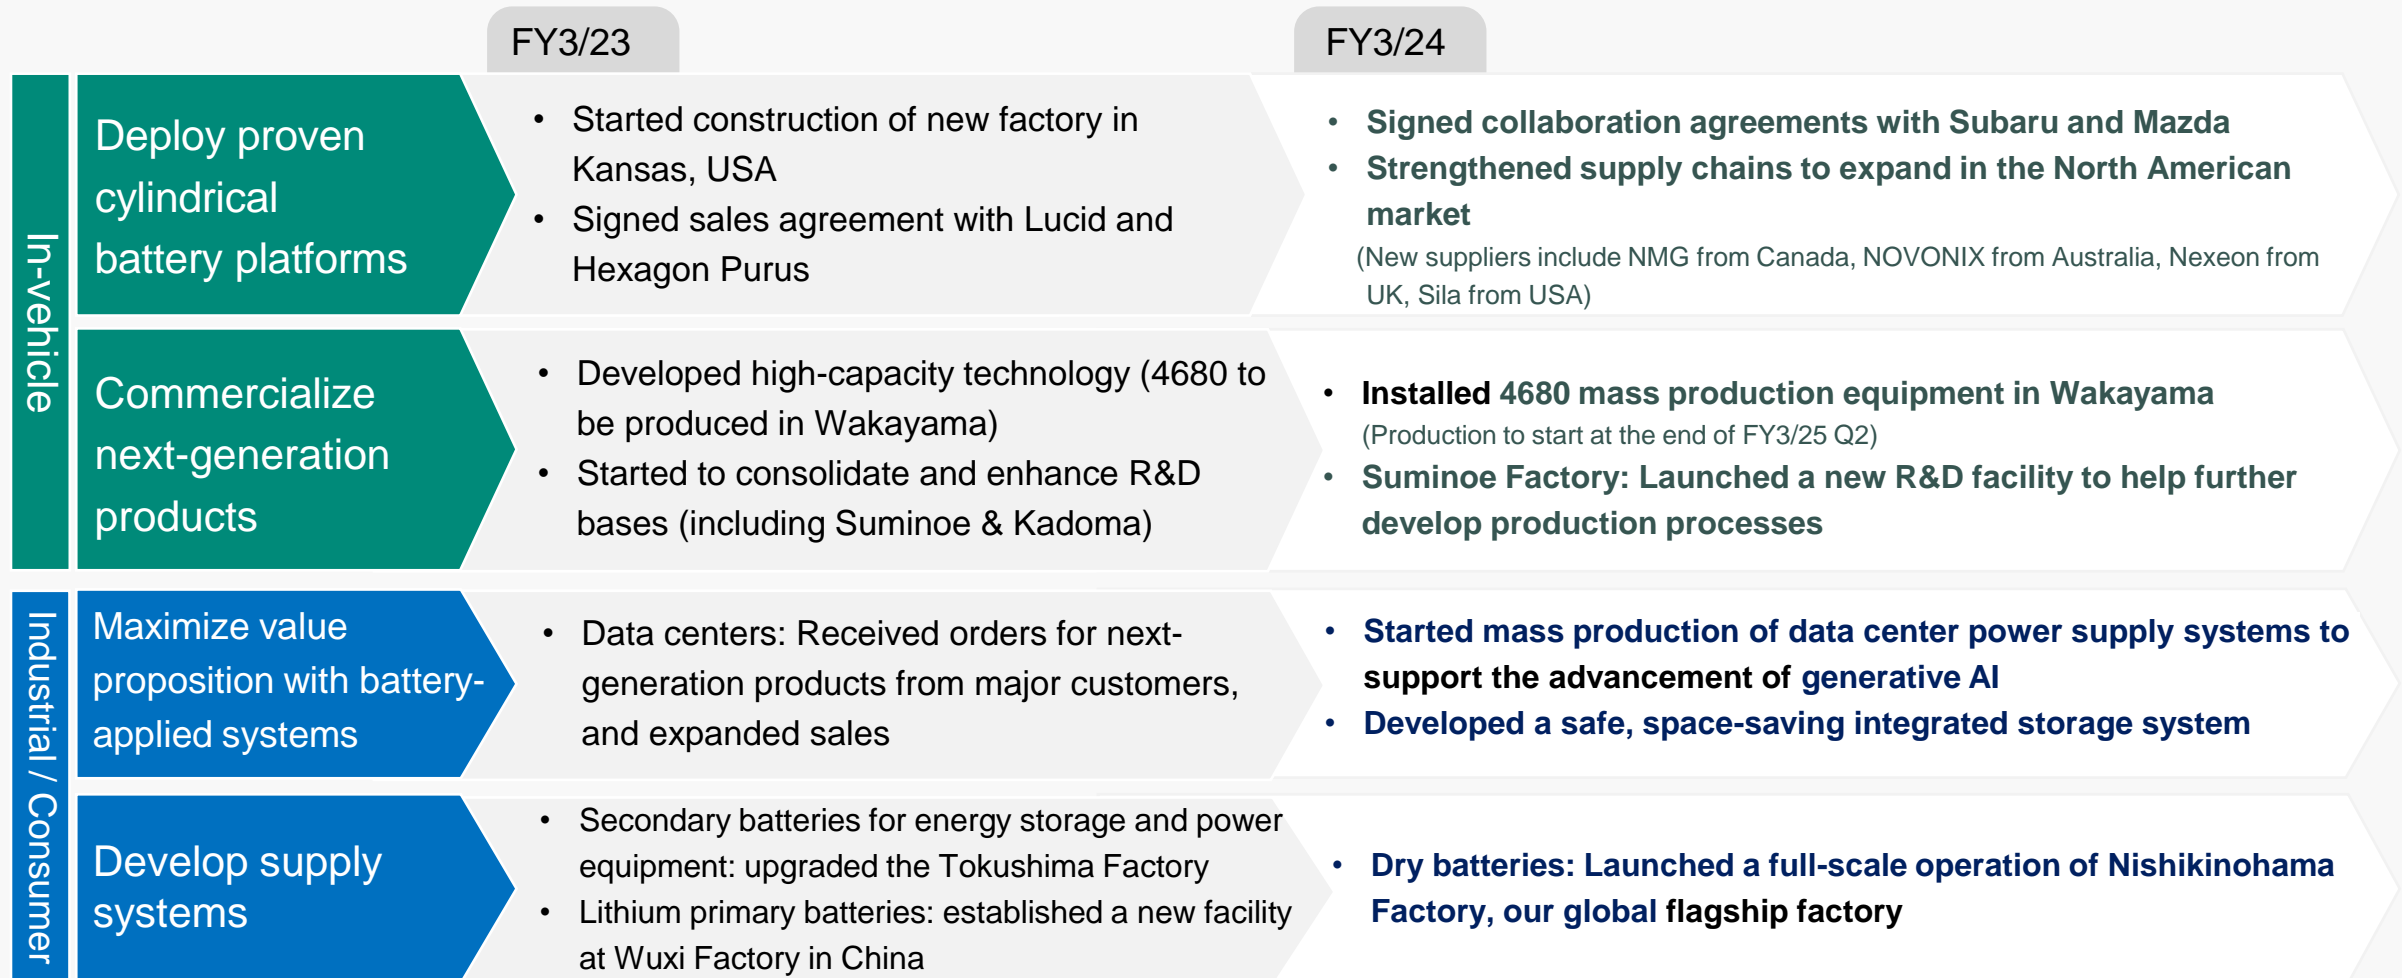 FY3/23
FY3/24
In-vehicle
Deploy proven
cylindrical
battery platforms
• Started construction of new factory in
Kansas, USA
• Signed sales agreement with Lucid and
Hexagon Purus
• Signed collaboration agreements with Subaru and Mazda
• Strengthened supply chains to expand in the North American
market
(New suppliers include NMG from Canada, NOVONIX from Australia, Nexeon from
UK, Sila from USA)
Commercialize
next-generation
products
• Developed high-capacity technology (4680 to
be produced in Wakayama)
• Started to consolidate and enhance R&D
bases (including Suminoe & Kadoma)
• Installed 4680 mass production equipment in Wakayama
(Production to start at the end of FY3/25 Q2)
• Suminoe Factory: Launched a new R&D facility to help further
develop production processes
Industrial / Consumer
Maximize value
proposition with battery-
applied systems
• Data centers: Received orders for next-
generation products from major customers,
and expanded sales
• Started mass production of data center power supply systems to
support the advancement of generative AI
• Developed a safe, space-saving integrated storage system
Develop supply
systems
• Secondary batteries for energy storage and power
equipment: upgraded the Tokushima Factory
• Lithium primary batteries: established a new facility
at Wuxi Factory in China
• Dry batteries: Launched a full-scale operation of Nishikinohama
Factory, our global flagship factory